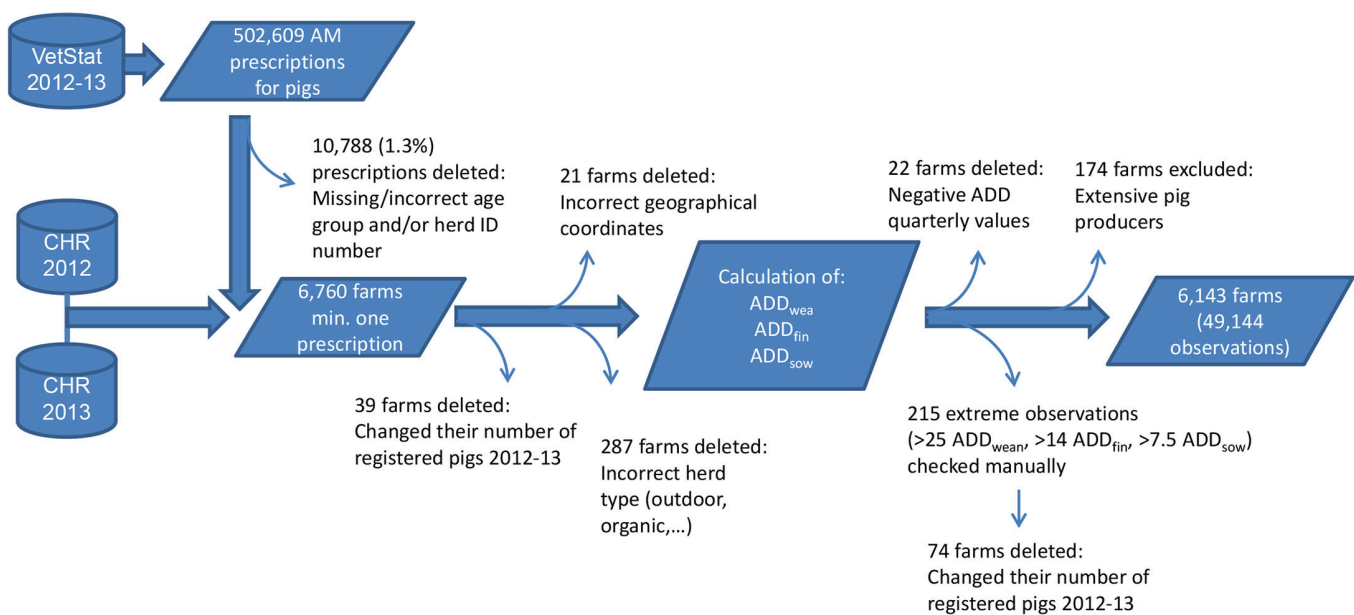 VetStat
2012-13
502,609 AM
prescriptions
for pigs
10,788 (1.3%)
prescriptions deleted:
Missing/incorrect age
group and/or herd ID
number
21 farms deleted:
Incorrect geographical
coordinates
22 farms deleted:
Negative ADD
quarterly values
174 farms excluded:
Extensive pig
producers
CHR
2012
CHR
2013
6,760 farms
min. one
prescription
Calculation of:
ADDwea
ADDfin
ADDsow
6,143 farms
(49,144
observations)
39 farms deleted:
Changed their number of
registered pigs 2012-13
287 farms deleted:
Incorrect herd
type (outdoor,
organic,...)
215 extreme observations
(>25 ADDwean, >14 ADDfin, >7.5 ADDsow)
checked manually
74 farms deleted:
Changed their number of
registered pigs 2012-13